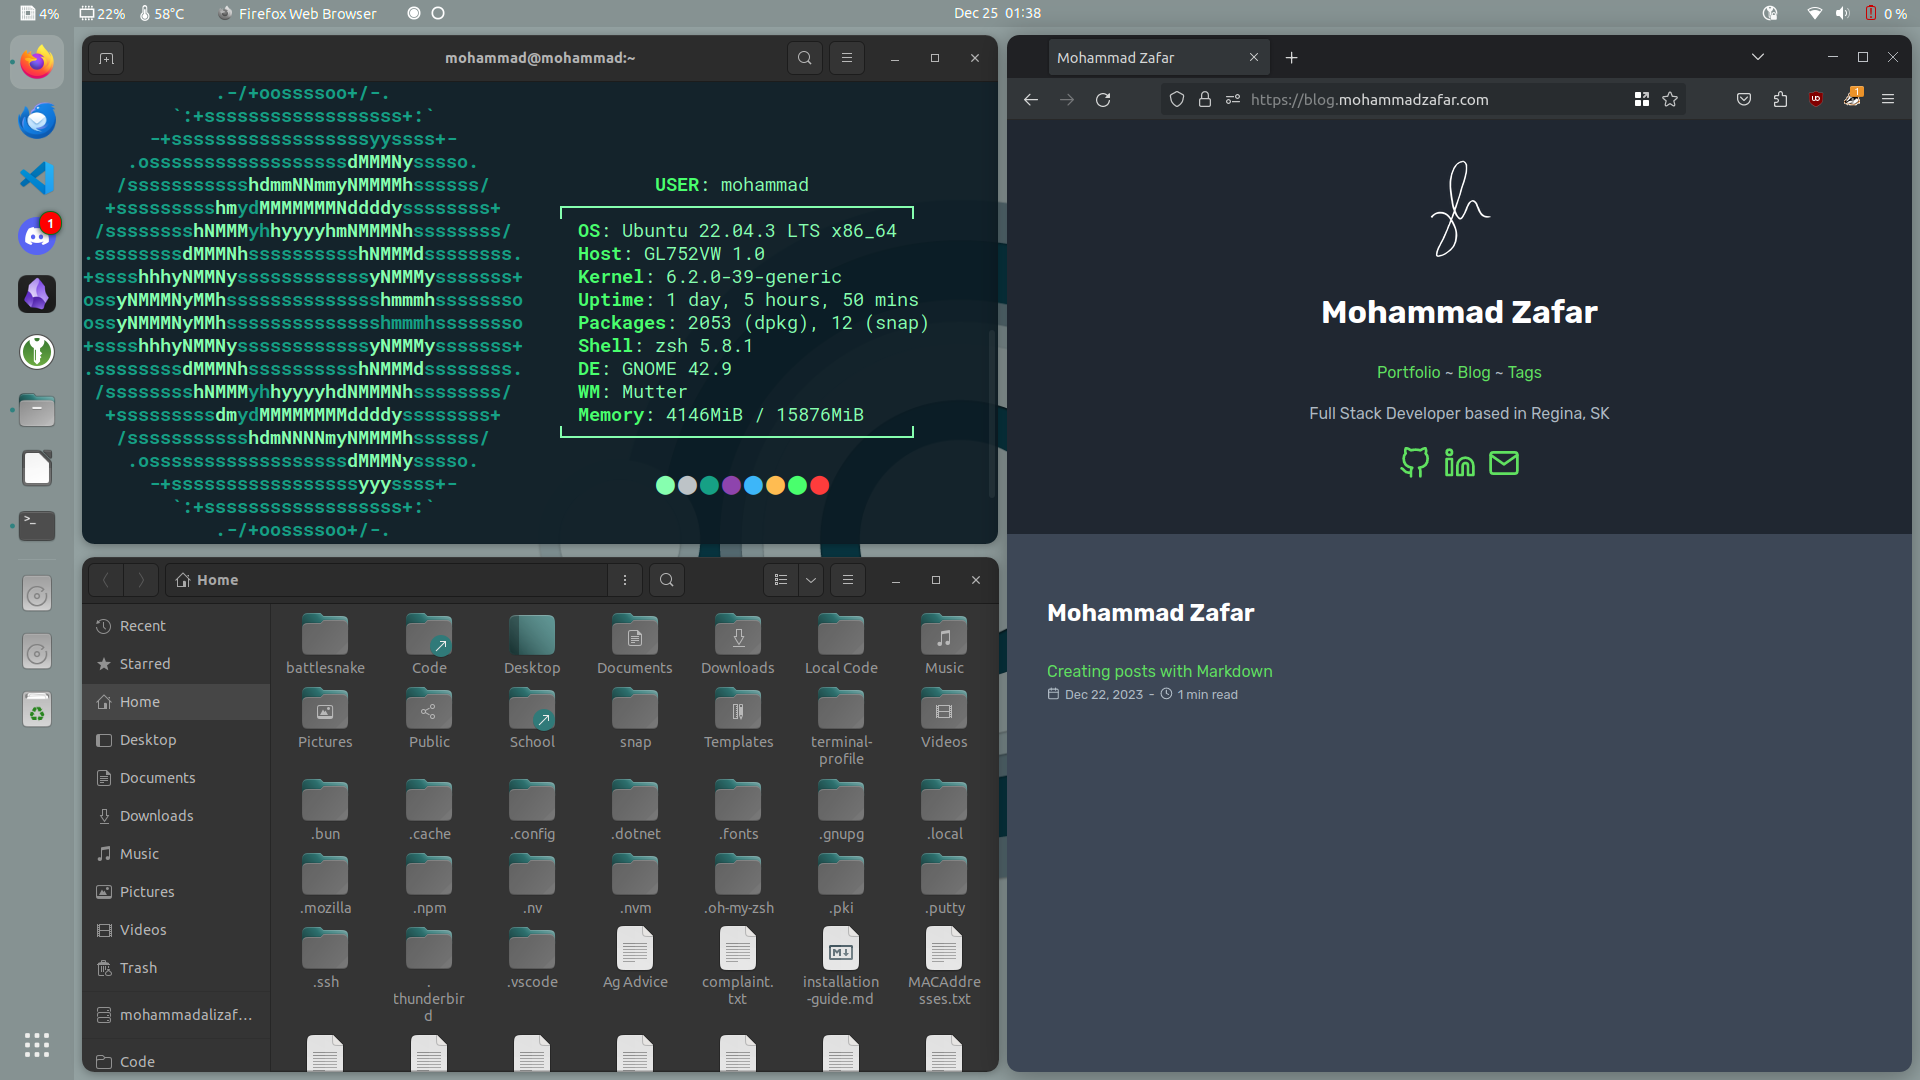 4% 22% 58°C Firefox Web Browser Dec 25 01:38 0 %
1
mohammad@mohammad:~
.-/+oossssoo+/-.
`:+ssssssssssssssssss+:`
-+ssssssssssssssssssyyssss+-
.ossssssssssssssssssdMMMNysssso.
/ssssssssssshdmmNNmmyNMMMMhssssss/
+ssssssssshmydMMMMMMMNddddyssssssss+
/sssssssshNMMMyhhyyyyhmNMMMNhssssssss/
.ssssssssdMMMNhsssssssssshNMMMdssssssss.
+sssshhhyNMMNyssssssssssssyNMMMysssssss+
ossyNMMMNyMMhsssssssssssssshmmmhssssssso
ossyNMMMNyMMhsssssssssssssshmmmhssssssso
+sssshhhyNMMNyssssssssssssyNMMMysssssss+
.ssssssssdMMMNhsssssssssshNMMMdssssssss.
/sssssssshNMMMyhhyyyyhdNMMMNhssssssss/
+sssssssssdmydMMMMMMMMddddyssssssss+
/ssssssssssshdmNNNNmyNMMMMhssssss/
.ossssssssssssssssssdMMMNysssso.
-+sssssssssssssssssyyyssss+-
`:+ssssssssssssssssss+:`
.-/+oossssoo+/-.
USER: mohammad
OS: Ubuntu 22.04.3 LTS x86_64
Host: GL752VW 1.0
Kernel: 6.2.0-39-generic
Uptime: 1 day, 5 hours, 50 mins
Packages: 2053 (dpkg), 12 (snap)
Shell: zsh 5.8.1
DE: GNOME 42.9
WM: Mutter
Memory: 4146MiB / 15876MiB
Home
Recent
Starred
Home
Desktop
Documents
Downloads
Music
Pictures
Videos
Trash
mohammadalizaf...
Code
battlesnake Code Desktop Documents Downloads Local Code Music
Pictures Public School snap Templates terminal-profile Videos
.bun .cache .config .dotnet .fonts .gnupg .local
.mozilla .npm .nv .nvm .oh-my-zsh .pki .putty
.ssh .thunderbird .vscode Ag Advice complaint.txt installation-guide.md MACAddresses.txt
Mohammad Zafar
https://blog.mohammadzafar.com
1
Mohammad Zafar
Portfolio ~ Blog ~ Tags
Full Stack Developer based in Regina, SK
Mohammad Zafar
Creating posts with Markdown
Dec 22, 2023 - 1 min read